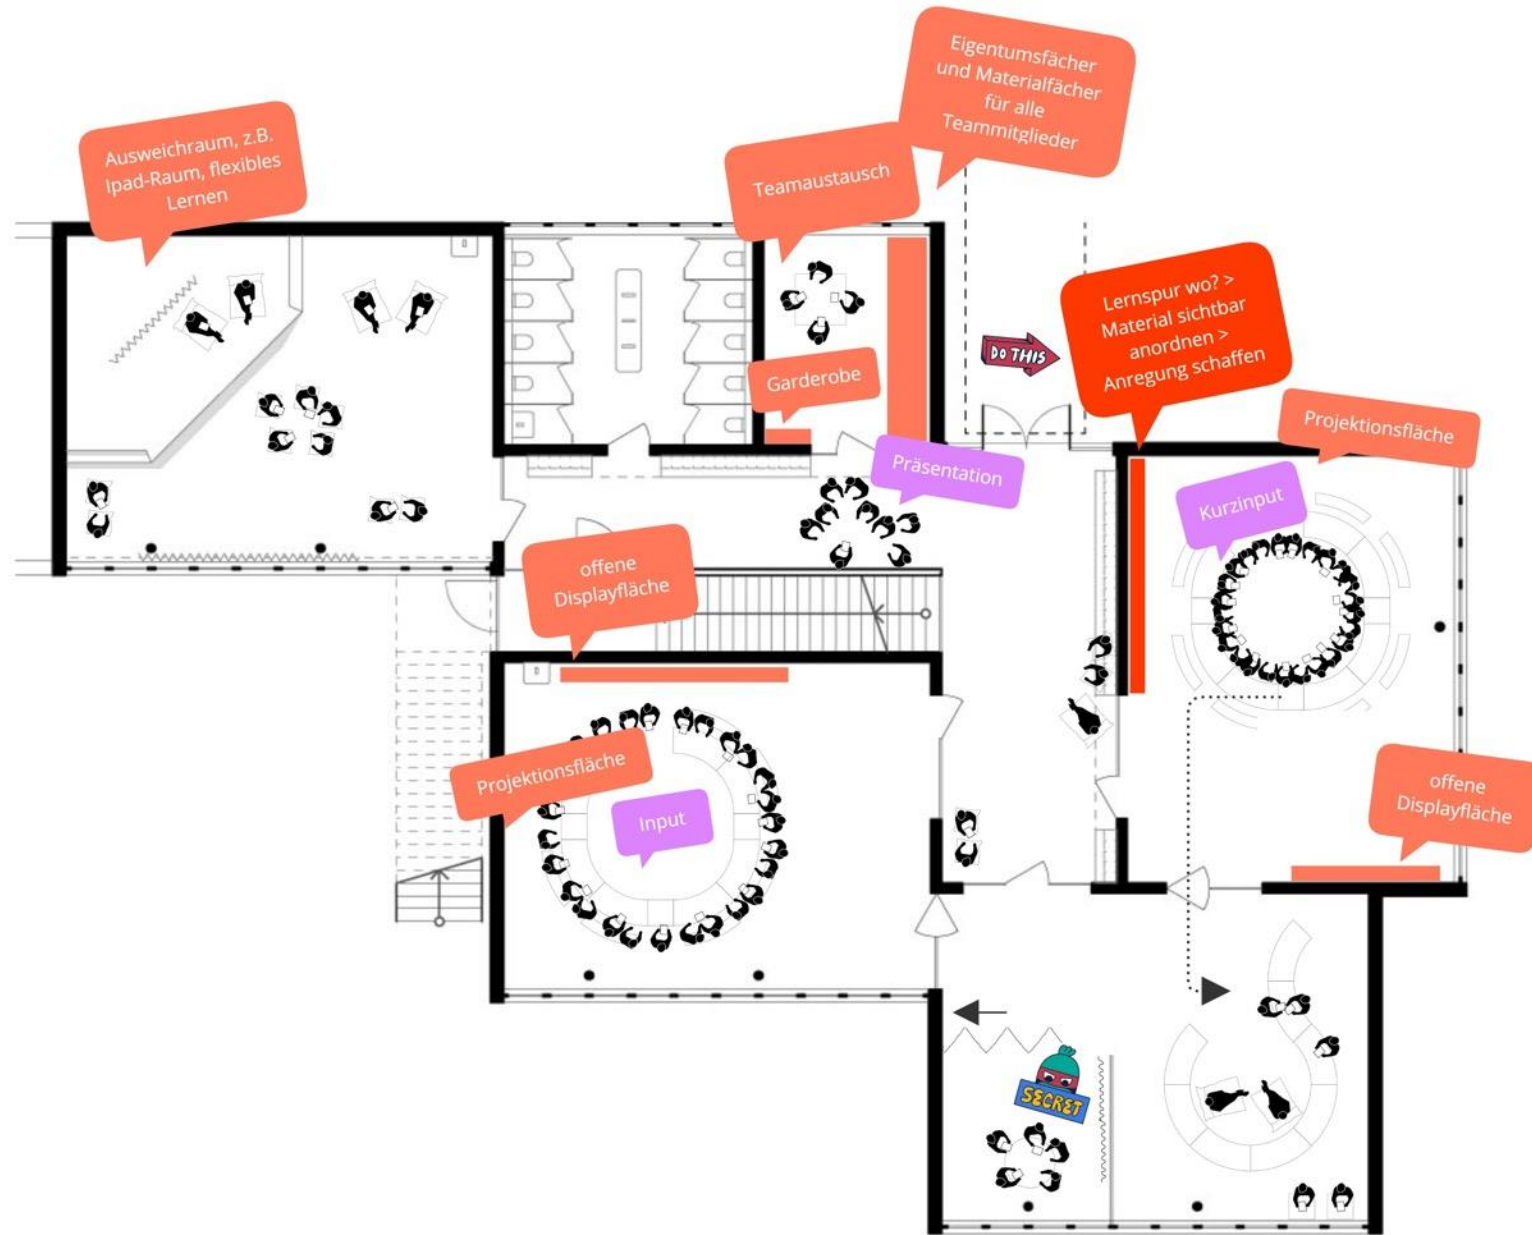 Eigentumsfächer
und Materialfächer
für alle
Teammitglieder
Ausweichraum, z.B.
Ipad-Raum, flexibles
Lernen
Teamaustausch
Lernspur wo? >
Material sichtbar
anordnen >
Anregung schaffen
DO THIS
Garderobe
Projektionsfläche
Präsentation
Kurzinput
offene
Displayfläche
Projektionsfläche
Input
offene
Displayfläche
SECRET